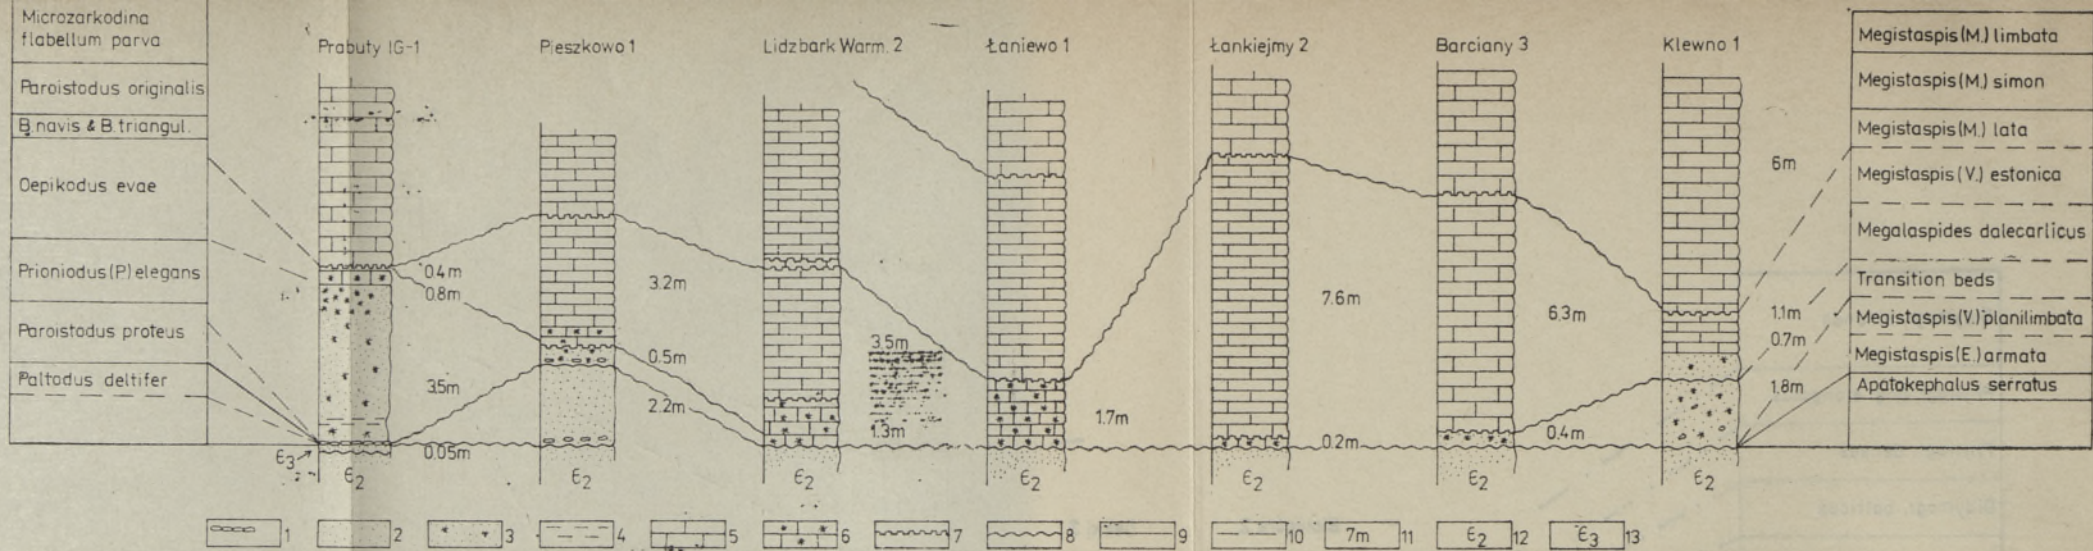 Microzarkodina
flabellum parva
Paroistodus originalis
B.navis & B.triangul.
Oepikodus evae
Prioniodus (P.) elegans
Paroistodus proteus
Paltodus deltifer
Prabuty IG-1
Pieszkowo 1
Lidzbark Warm. 2
Łaniewo 1
Łankiejmy 2
Barciany 3
Klewno 1
0.4m
0.8m
3.5m
0.05m
3.2m
0.5m
2.2m
3.5m
1.3m
1.7m
7.6m
0.2m
6.3m
0.4m
6m
1.1m
0.7m
1.8m
Є3
Є2
Є2
Є2
Є2
Є2
Є2
Є2
Megistaspis (M.) limbata
Megistaspis (M.) simon
Megistaspis (M.) lata
Megistaspis (V.) estonica
Megalaspides dalecarlicus
Transition beds
Megistaspis (V.) planilimbata
Megistaspis (E.) armata
Apatokephalus serratus
1 2 3 4 5 6 7 8 9 10 7m 11 Є2 12 Є3 13